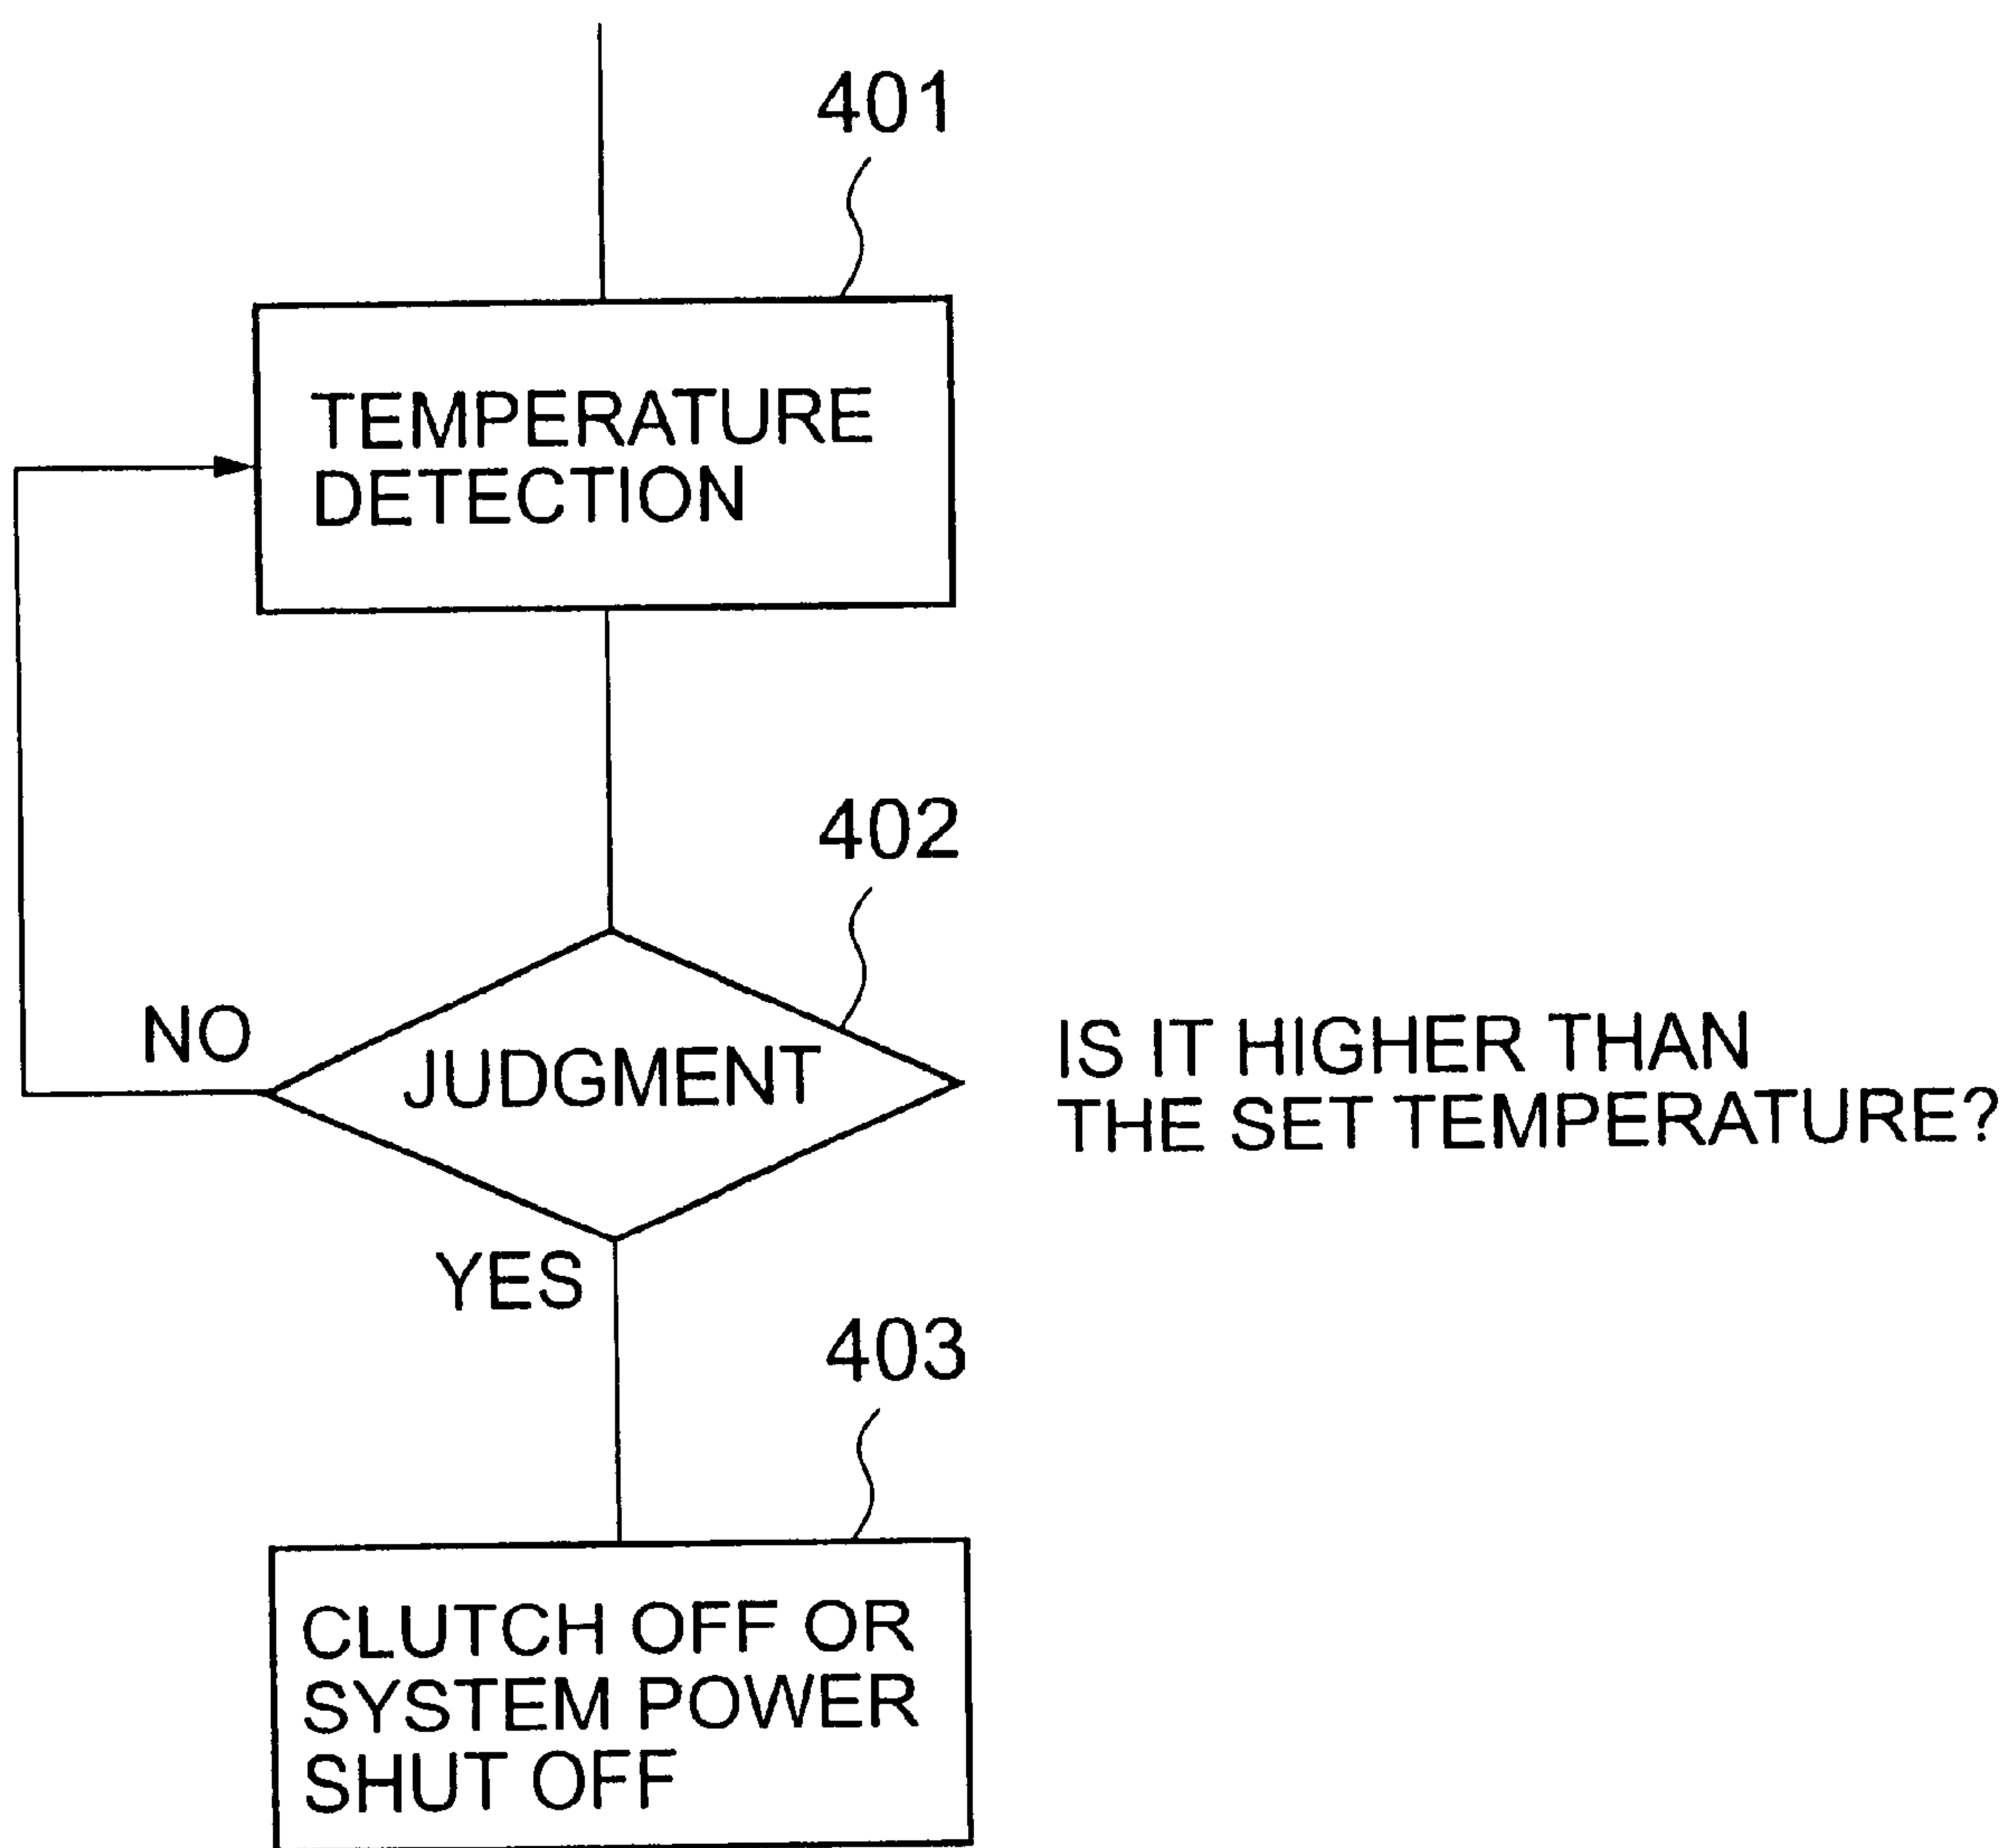 401
TEMPERATURE
DETECTION
402
NO
JUDGMENT
IS IT HIGHER THAN
THE SET TEMPERATURE?
YES
403
CLUTCH OFF OR
SYSTEM POWER
SHUT OFF